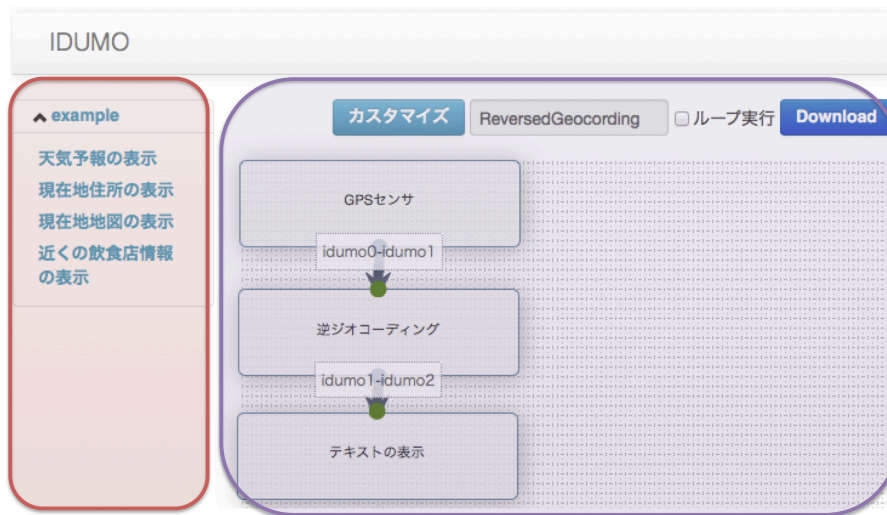 IDUMO
example
天気予報の表示
現在地住所の表示
現在地地図の表示
近くの飲食店情報
の表示
カスタマイズ ReversedGeocording ループ実行 Download
GPSセンサ
idumo0-idumo1
逆ジオコーディング
idumo1-idumo2
テキストの表示